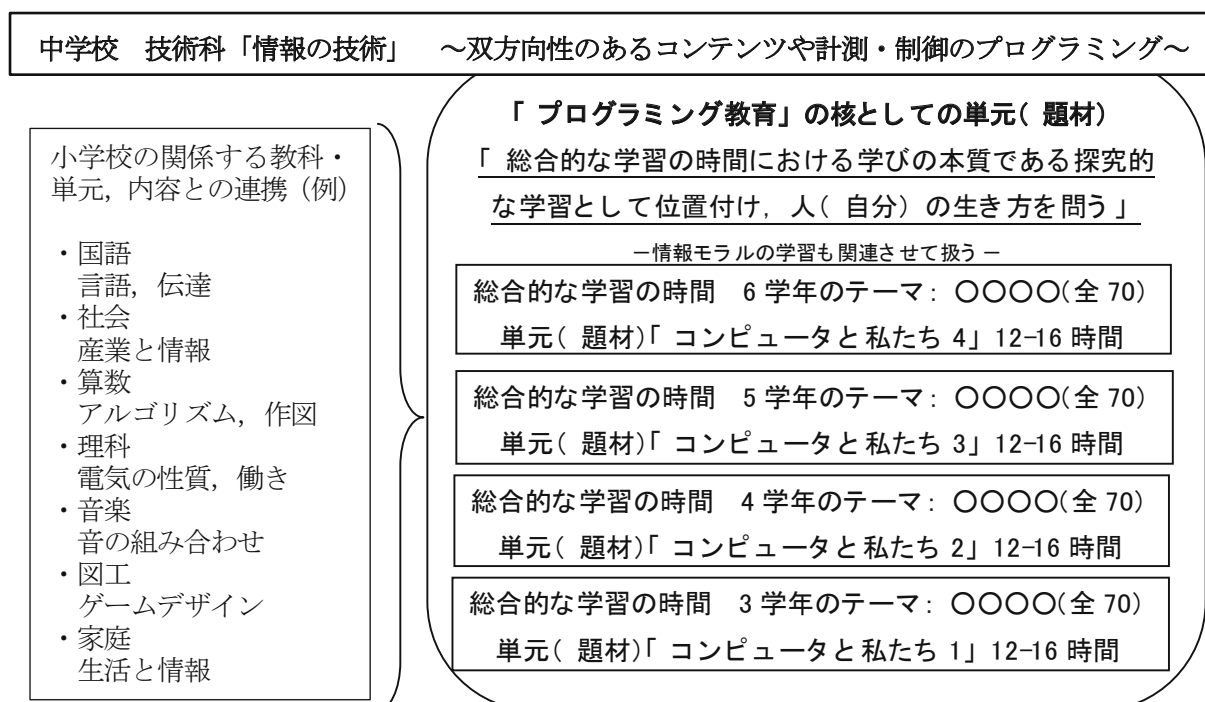 中学校　技術科「情報の技術」　～双方向性のあるコンテンツや計測・制御のプログラミング～
小学校の関係する教科・
単元，内容との連携（例）
・国語
言語，伝達
・社会
産業と情報
・算数
アルゴリズム，作図
・理科
電気の性質，働き
・音楽
音の組み合わせ
・図工
ゲームデザイン
・家庭
生活と情報
「プログラミング教育」の核としての単元(題材)
「総合的な学習の時間における学びの本質である探究的
な学習として位置付け，人(自分)の生き方を問う」
－情報モラルの学習も関連させて扱う－
総合的な学習の時間　6 学年のテーマ：〇〇〇〇(全 70)
単元(題材)「コンピュータと私たち 4」12-16 時間
総合的な学習の時間　5 学年のテーマ：〇〇〇〇(全 70)
単元(題材)「コンピュータと私たち 3」12-16 時間
総合的な学習の時間　4 学年のテーマ：〇〇〇〇(全 70)
単元(題材)「コンピュータと私たち 2」12-16 時間
総合的な学習の時間　3 学年のテーマ：〇〇〇〇(全 70)
単元(題材)「コンピュータと私たち 1」12-16 時間